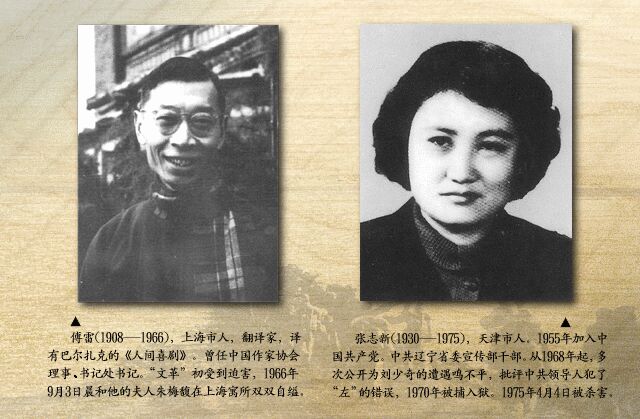 傅雷(1908—1966)，上海市人，翻译家，译
有巴尔扎克的《人间喜剧》。曾任中国作家协会
理事、书记处书记。“文革”初受到迫害，1966年
9月3日晨和他的夫人朱梅馥在上海寓所双双自缢。
张志新(1930—1975)，天津市人。1955年加入中
国共产党。中共辽宁省委宣传部干部。从1968年起，多
次公开为刘少奇的遭遇鸣不平，批评中共领导人犯了
“左”的错误，1970年被捕入狱。1975年4月4日被杀害。